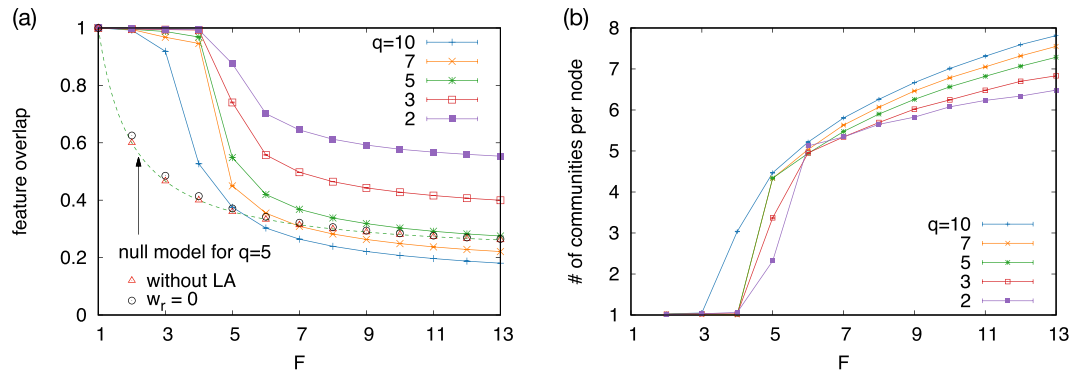 (a)
feature overlap
1
0.8
0.6
0.4
0.2
0
q=10
7
5
3
2
null model for q=5
without LA
w_r = 0
1 3 5 7 9 11 13
F
(b)
# of communities per node
8
7
6
5
4
3
2
1
q=10
7
5
3
2
1 3 5 7 9 11 13
F